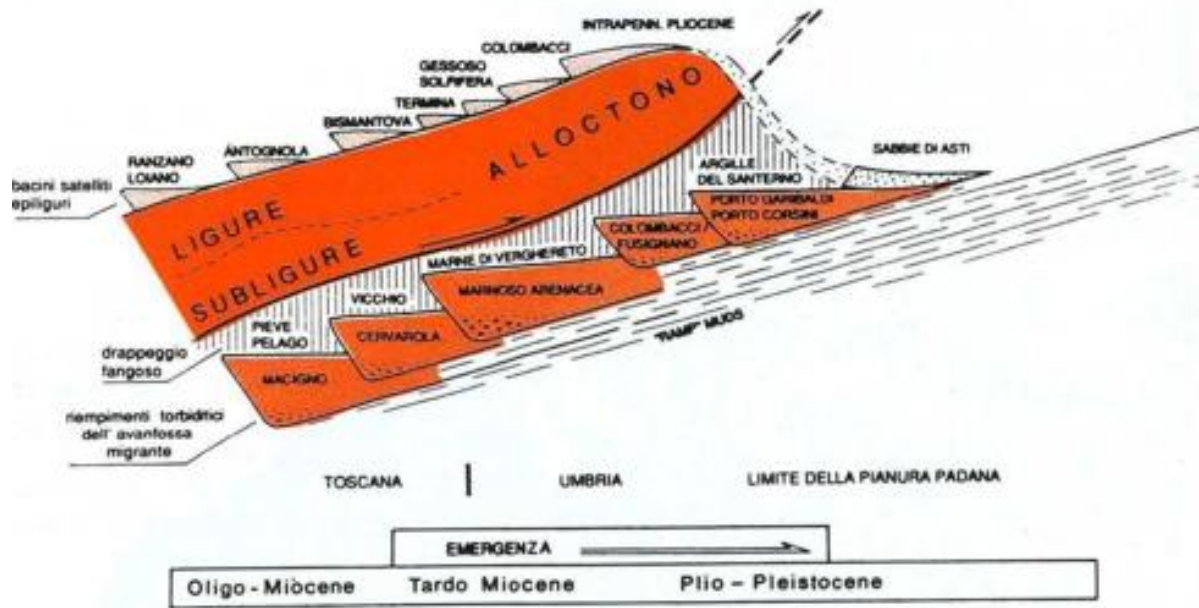 INTRAPENN. PLIOCENE
COLOMBACCI
GESSOSO
SOLFIFERA
TERMINA
BISMANTOVA
ANTOGNOLA
RANZANO
LOIANO
bacini satelliti
epiliguri
LIGURE
ALLOCTONO
SUBLIGURE
SABBIE DI ASTI
ARGILLE
DEL SANTERNO
PORTO GARIBALDI
PORTO CORSINI
COLOMBACCI /
FUSIGNANO
MARNE DI VERGHERETO
MARNOSO ARENACEA
VICCHIO
CERVAROLA
PIEVE
PELAGO
MACIGNO
"RAMP" MUDS
drappeggio
fangoso
riempimenti torbiditici
dell' avanfossa
migrante
TOSCANA
UMBRIA
LIMITE DELLA PIANURA PADANA
EMERGENZA
Oligo-Miocene
Tardo Miocene
Plio-Pleistocene